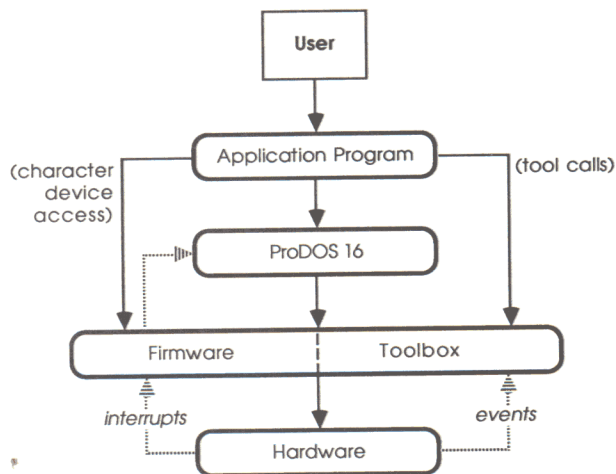 User
Application Program
(character
device
access)
(tool calls)
ProDOS 16
Firmware
Toolbox
interrupts
events
Hardware